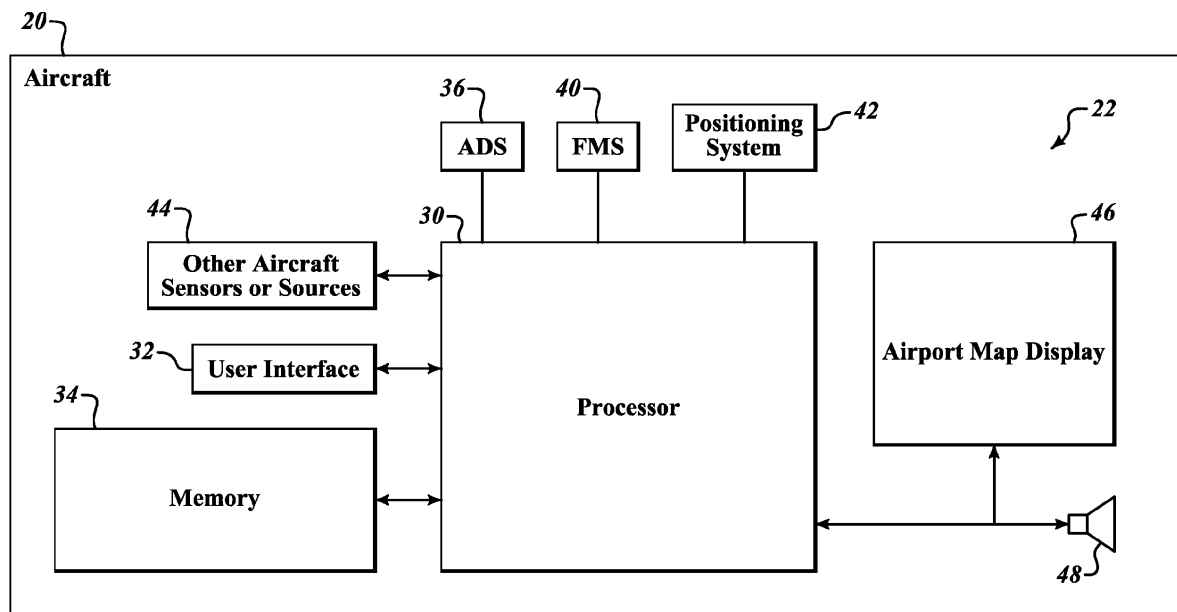 20
Aircraft
36
ADS
40
FMS
Positioning
System
42
22
44
Other Aircraft
Sensors or Sources
30
46
32
User Interface
Airport Map Display
34
Memory
Processor
48